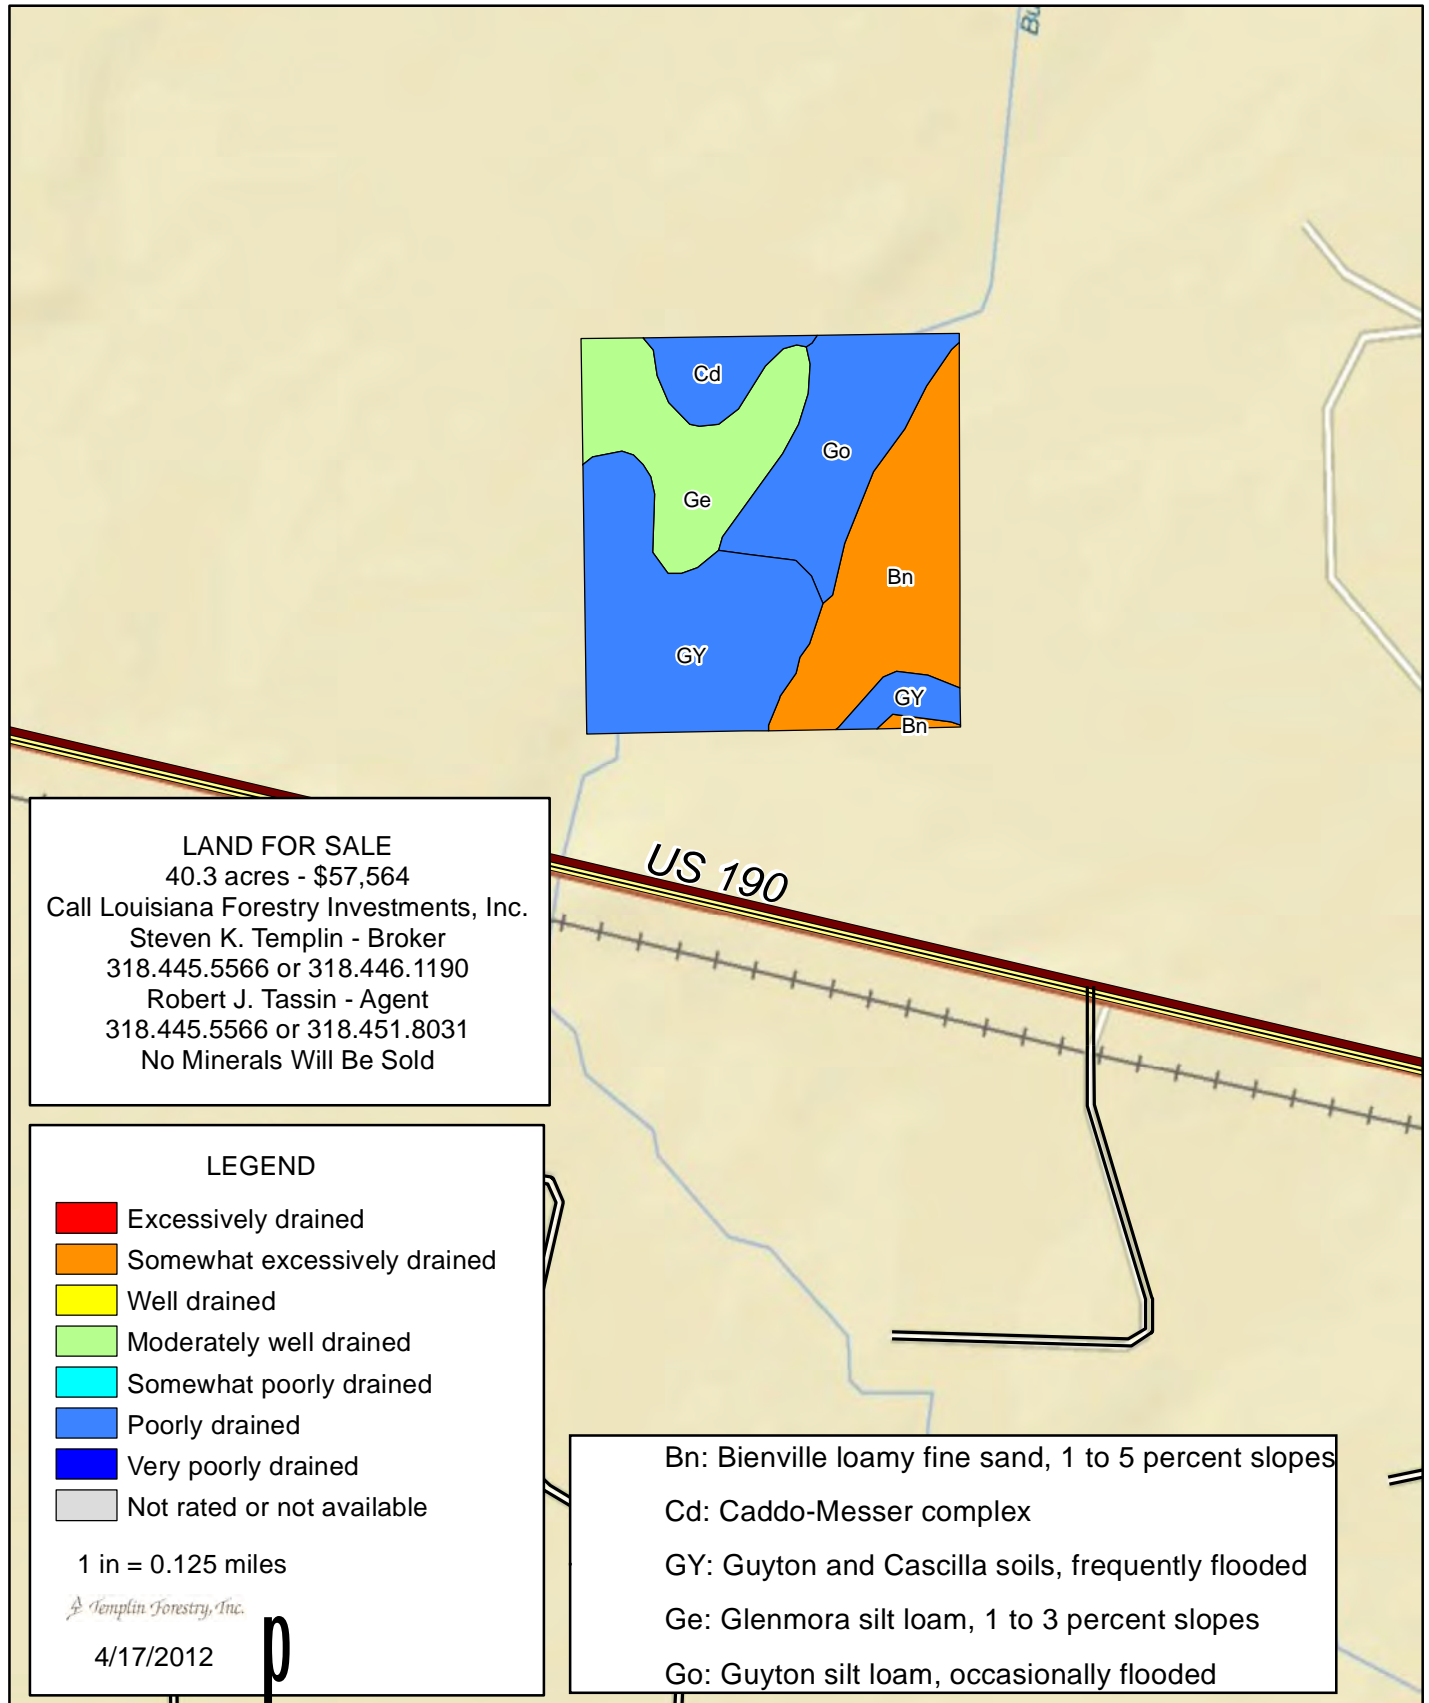 Bu
Cd
Go
Ge
Bn
GY
GY
Bn
US 190
LAND FOR SALE
40.3 acres - $57,564
Call Louisiana Forestry Investments, Inc.
Steven K. Templin - Broker
318.445.5566 or 318.446.1190
Robert J. Tassin - Agent
318.445.5566 or 318.451.8031
No Minerals Will Be Sold
LEGEND
Excessively drained
Somewhat excessively drained
Well drained
Moderately well drained
Somewhat poorly drained
Poorly drained
Very poorly drained
Not rated or not available
1 in = 0.125 miles
Templin Forestry, Inc.
4/17/2012
p
Bn: Bienville loamy fine sand, 1 to 5 percent slopes
Cd: Caddo-Messer complex
GY: Guyton and Cascilla soils, frequently flooded
Ge: Glenmora silt loam, 1 to 3 percent slopes
Go: Guyton silt loam, occasionally flooded